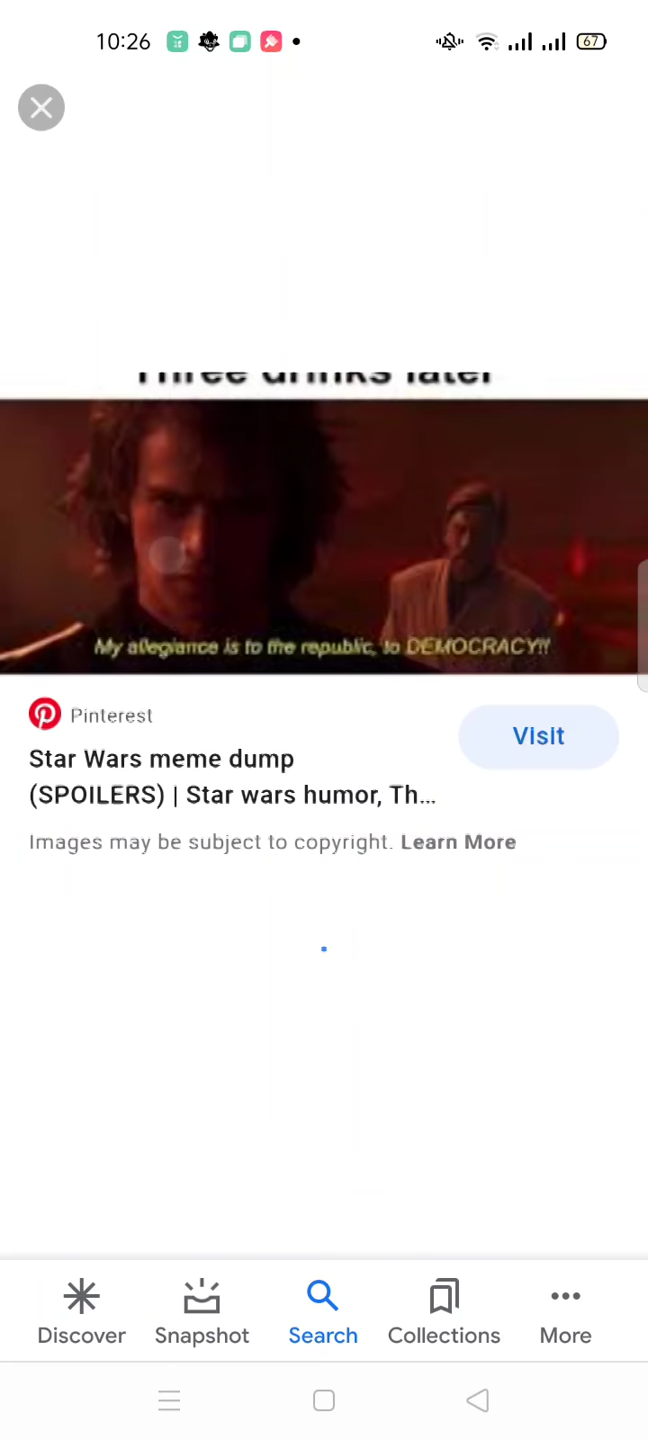 10:26
67
Three drinks later
My allegiance is to the republic, to DEMOCRACY!!
Pinterest
Visit
Star Wars meme dump
(SPOILERS) | Star wars humor, Th...
Images may be subject to copyright. Learn More
Discover
Snapshot
Search
Collections
More